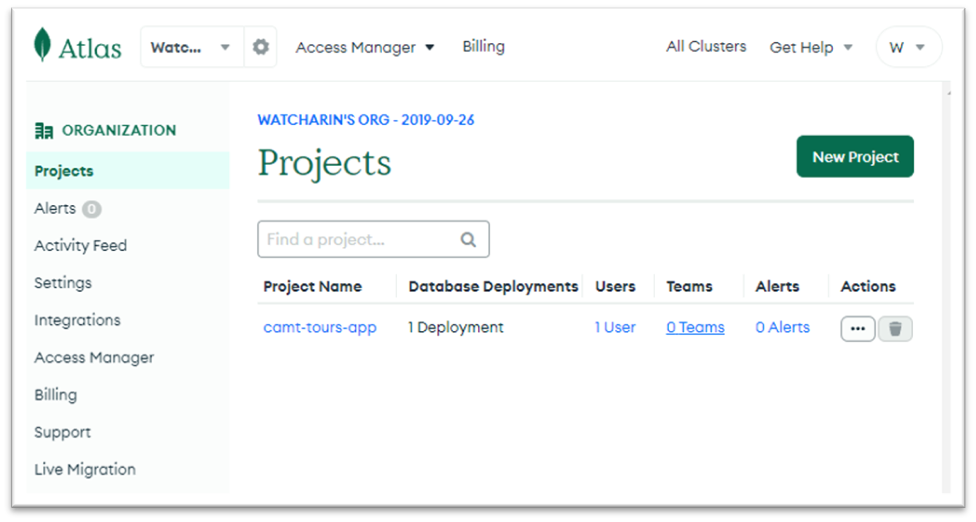 Atlas
Watc...
Access Manager
Billing
All Clusters
Get Help
W
ORGANIZATION
Projects
Alerts 0
Activity Feed
Settings
Integrations
Access Manager
Billing
Support
Live Migration
WATCHARIN'S ORG - 2019-09-26
Projects
New Project
Find a project...
Project Name Database Deployments Users Teams Alerts Actions
camt-tours-app 1 Deployment 1 User 0 Teams 0 Alerts ...